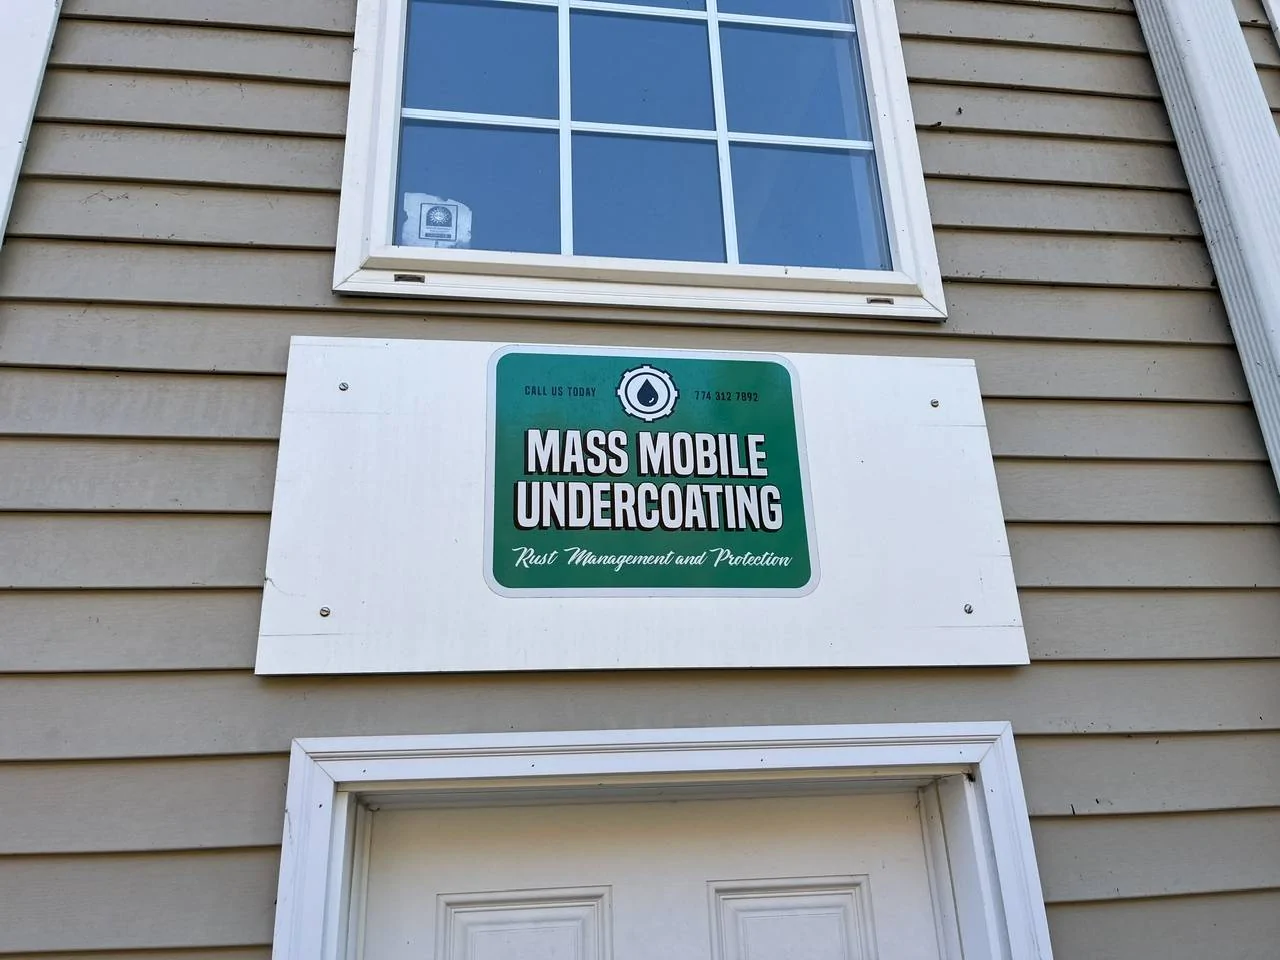 CALL US TODAY 774 312 7892
MASS MOBILE
UNDERCOATING
Rust Management and Protection